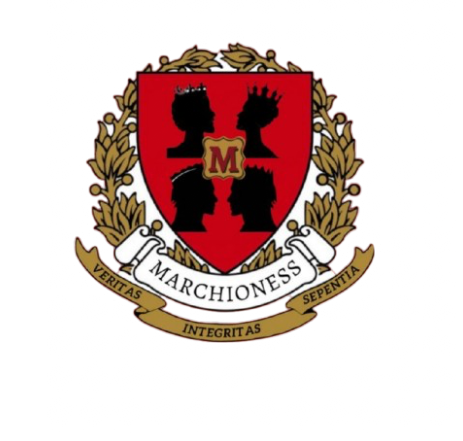 M
MARCHIONESS
VERITAS
INTEGRITAS
SEPENTIA